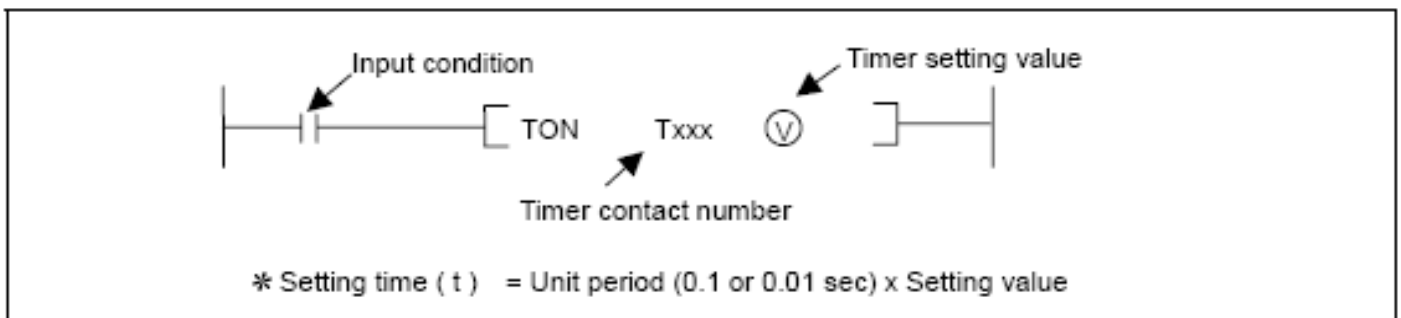 Input condition
Timer setting value
TON Txxx V
Timer contact number
* Setting time ( t ) = Unit period (0.1 or 0.01 sec) x Setting value